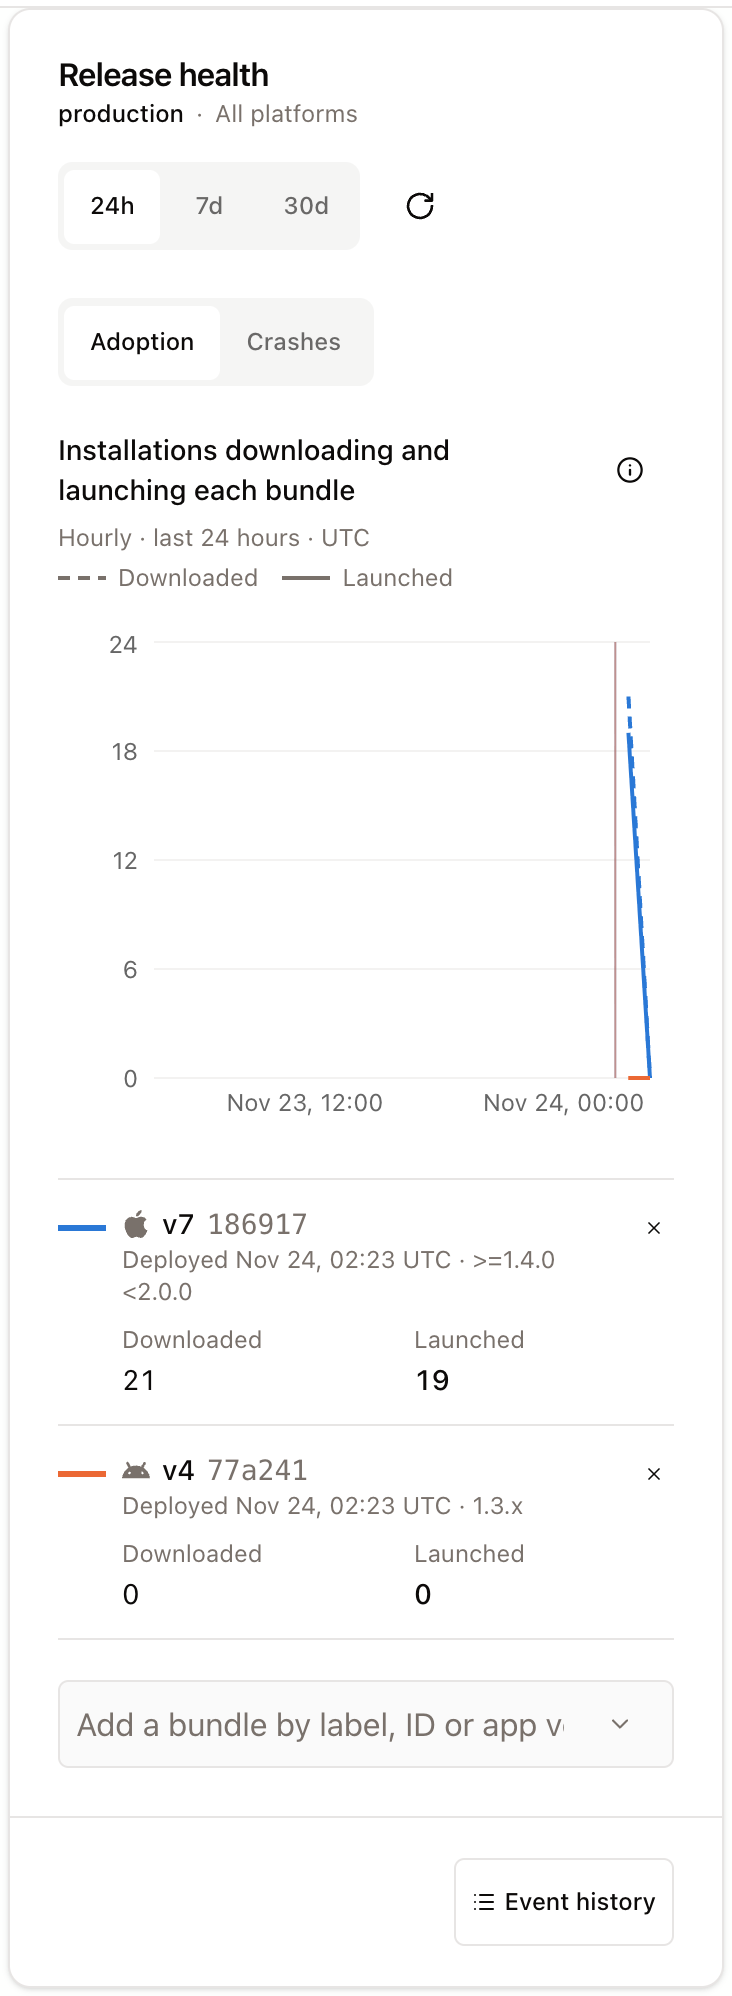 Release health
production · All platforms
24h 7d 30d
Adoption Crashes
Installations downloading and
launching each bundle
Hourly · last 24 hours · UTC
Downloaded Launched
24
18
12
6
0
Nov 23, 12:00 Nov 24, 00:00
v7 186917
Deployed Nov 24, 02:23 UTC · >=1.4.0
<2.0.0
Downloaded Launched
21 19
v4 77a241
Deployed Nov 24, 02:23 UTC · 1.3.x
Downloaded Launched
0 0
Add a bundle by label, ID or app v
Event history